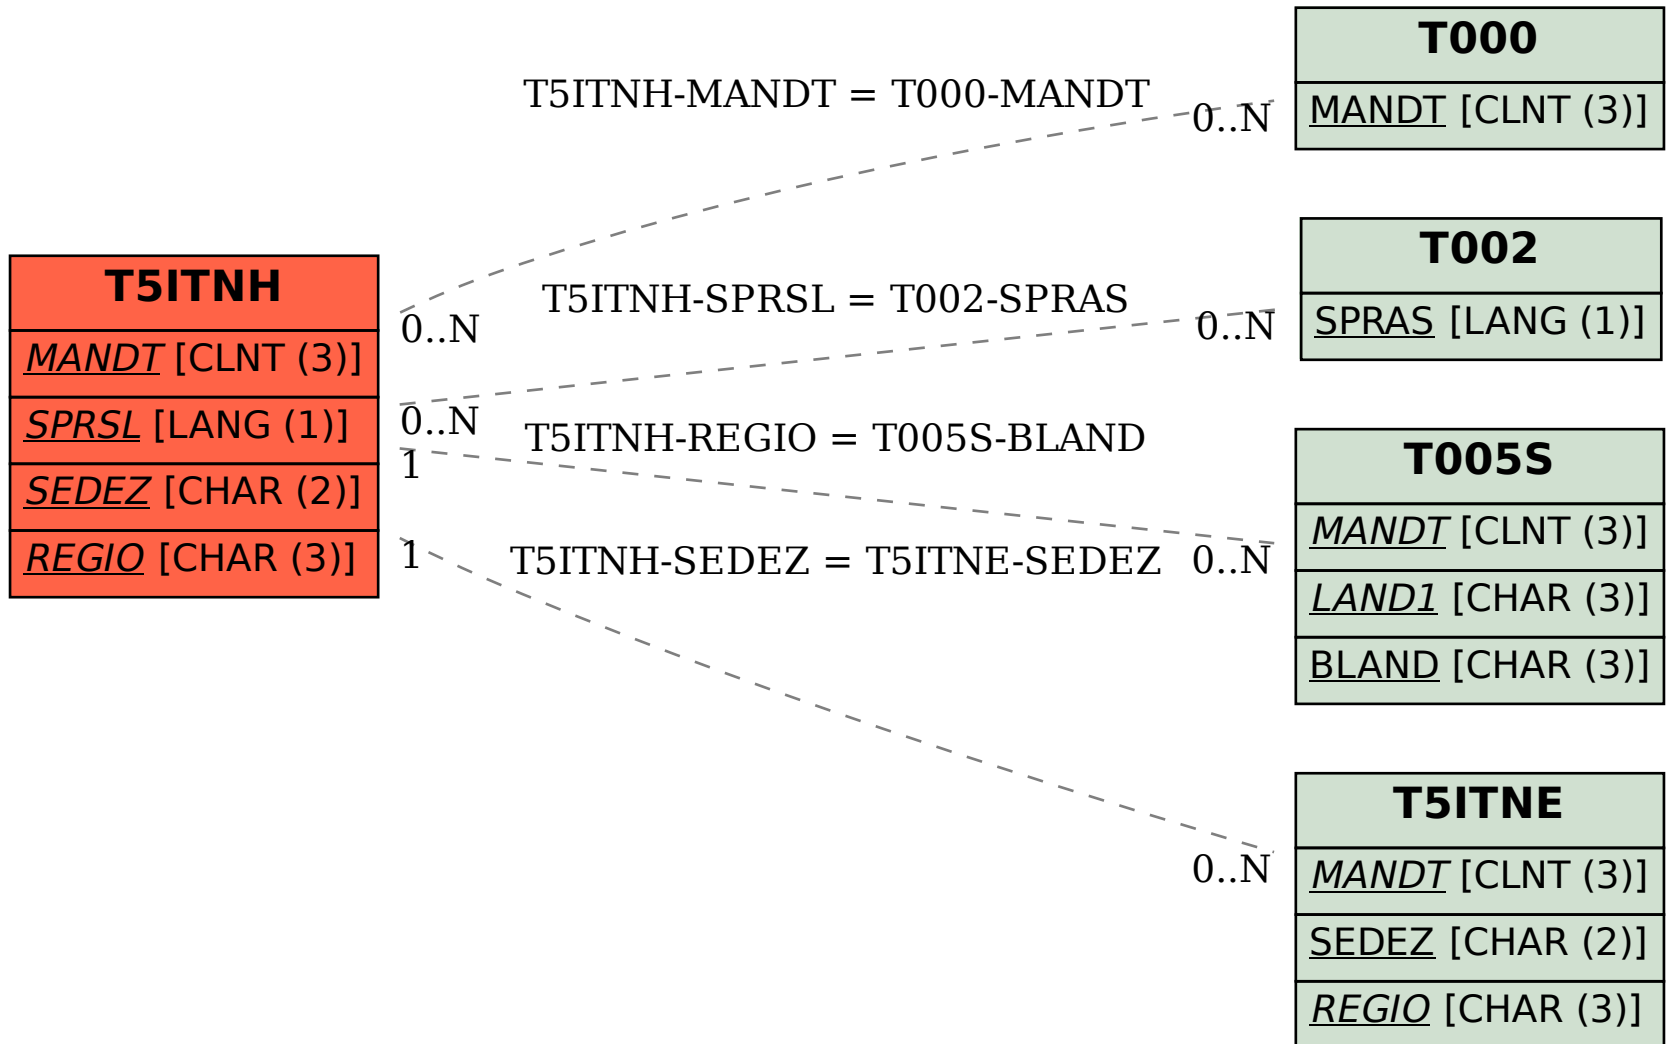 T000
MANDT [CLNT (3)]
T5ITNH-MANDT = T000-MANDT
0..N
0..N
T002
SPRAS [LANG (1)]
T5ITNH-SPRSL = T002-SPRAS
0..N
0..N
T5ITNH
MANDT [CLNT (3)]
SPRSL [LANG (1)]
SEDEZ [CHAR (2)]
REGIO [CHAR (3)]
T5ITNH-REGIO = T005S-BLAND
1
0..N
T005S
MANDT [CLNT (3)]
LAND1 [CHAR (3)]
BLAND [CHAR (3)]
T5ITNH-SEDEZ = T5ITNE-SEDEZ
1
0..N
T5ITNE
MANDT [CLNT (3)]
SEDEZ [CHAR (2)]
REGIO [CHAR (3)]